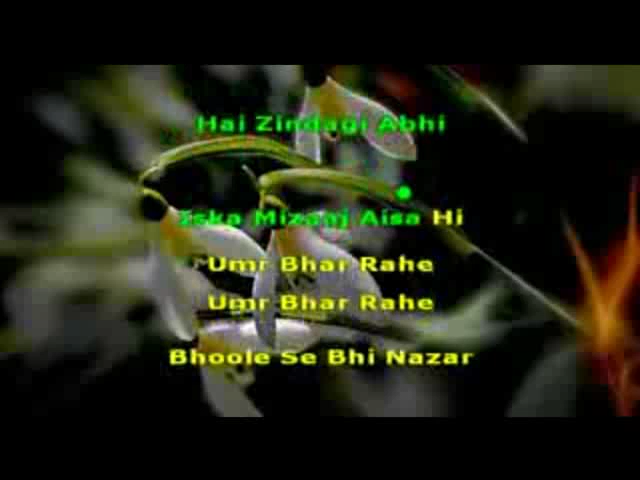 Hai Zindagi Abhi
Iska Mizaaj Aisa Hi
Umr Bhar Rahe
Umr Bhar Rahe
Bhoole Se Bhi Nazar